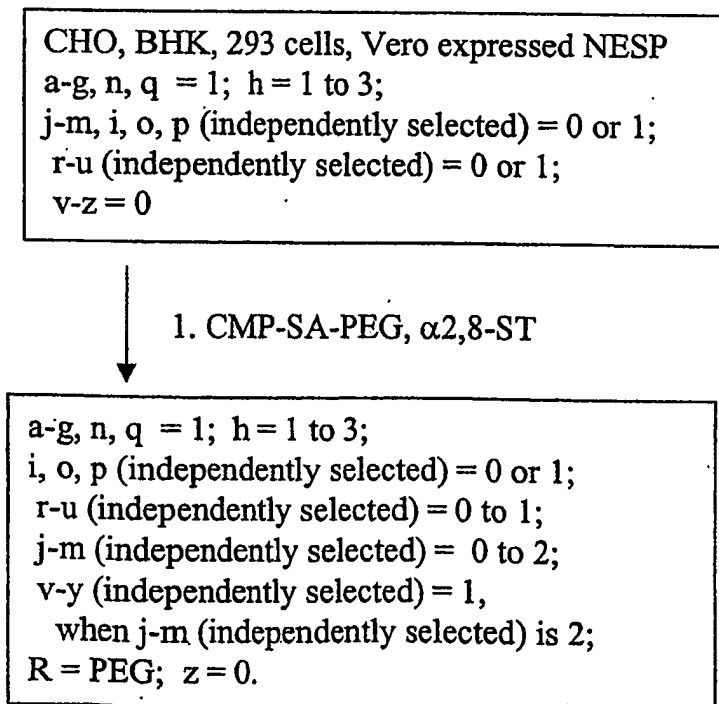 CHO, BHK, 293 cells, Vero expressed NESP
a-g, n, q = 1; h = 1 to 3;
j-m, i, o, p (independently selected) = 0 or 1;
r-u (independently selected) = 0 or 1;
v-z = 0
1. CMP-SA-PEG, α2,8-ST
a-g, n, q = 1; h = 1 to 3;
i, o, p (independently selected) = 0 or 1;
r-u (independently selected) = 0 to 1;
j-m (independently selected) = 0 to 2;
v-y (independently selected) = 1,
when j-m (independently selected) is 2;
R = PEG; z = 0.